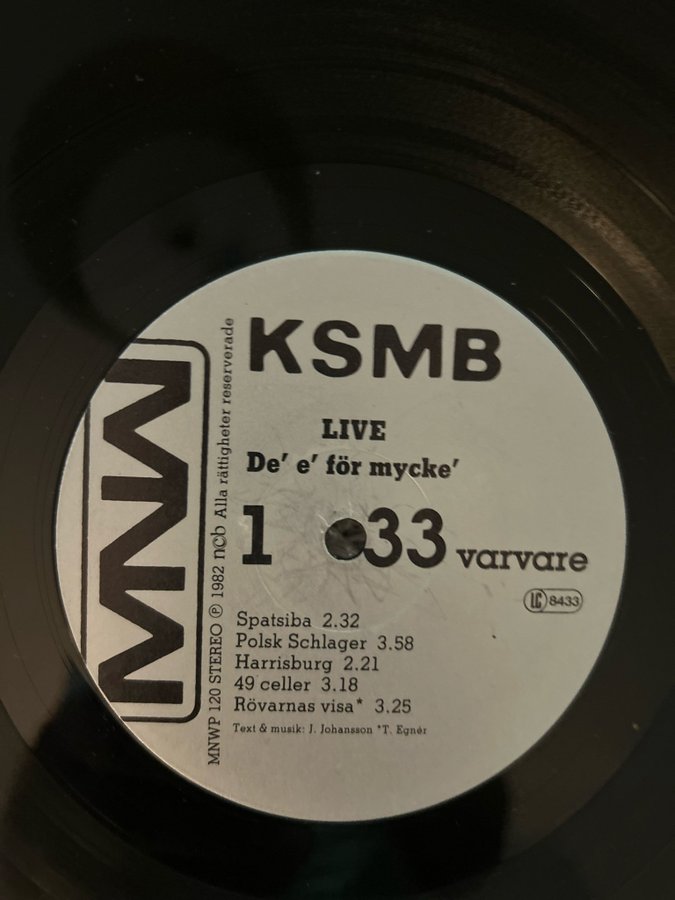 KSMB
LIVE
De' e' för mycke'
1 33 varvare
LC 8433
Spatsiba 2.32
Polsk Schlager 3.58
Harrisburg 2.21
49 celler 3.18
Rövarnas visa* 3.25
Text & musik: J. Johansson *T. Egnér
MNWP 120 STEREO ℗ 1982 n©b Alla rättigheter reserverade
MNW